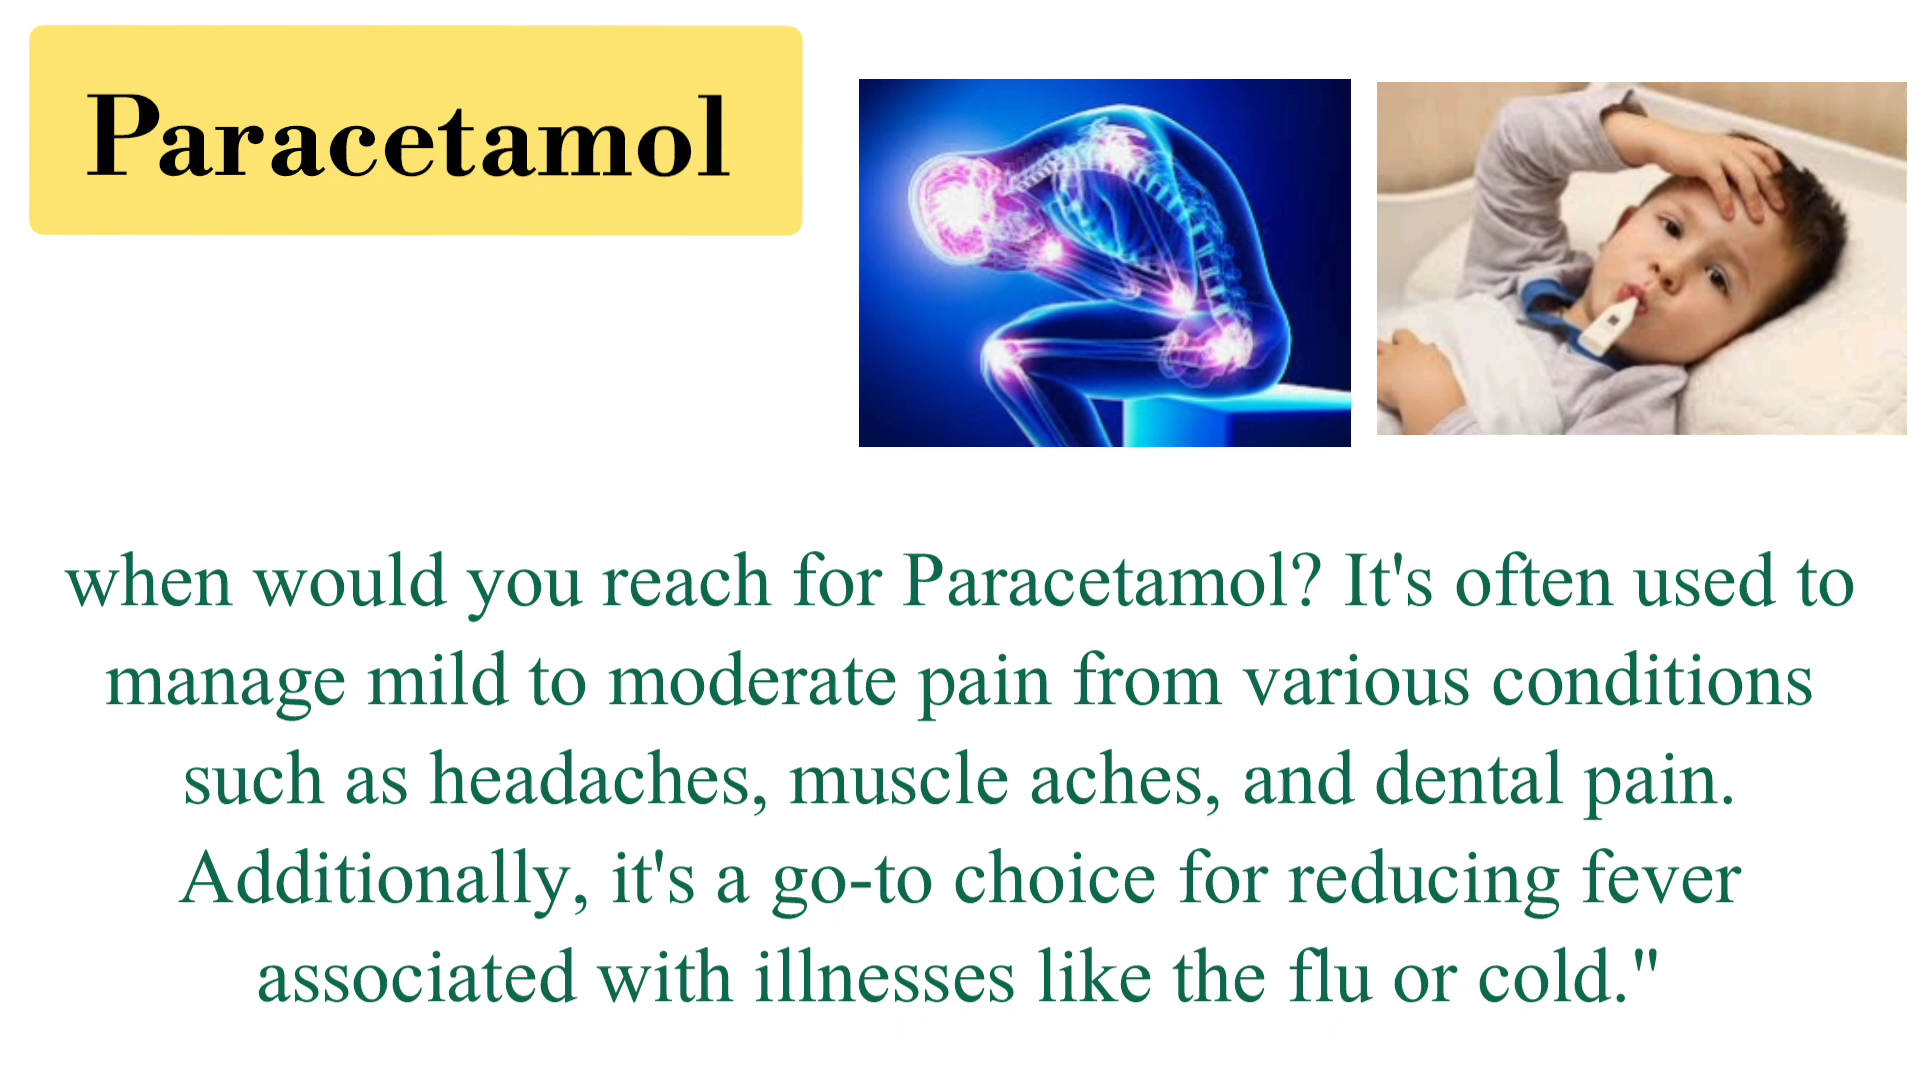 Paracetamol
when would you reach for Paracetamol? It's often used to
manage mild to moderate pain from various conditions
such as headaches, muscle aches, and dental pain.
Additionally, it's a go-to choice for reducing fever
associated with illnesses like the flu or cold."